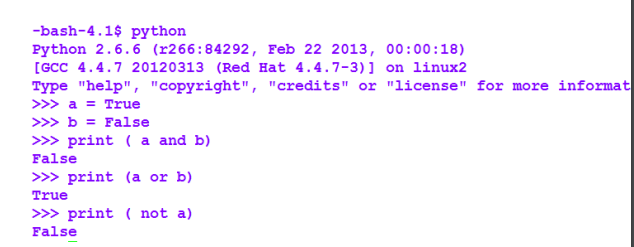 -bash-4.1$ python
Python 2.6.6 (r266:84292, Feb 22 2013, 00:00:18)
[GCC 4.4.7 20120313 (Red Hat 4.4.7-3)] on linux2
Type "help", "copyright", "credits" or "license" for more informat
>>> a = True
>>> b = False
>>> print ( a and b)
False
>>> print (a or b)
True
>>> print ( not a)
False